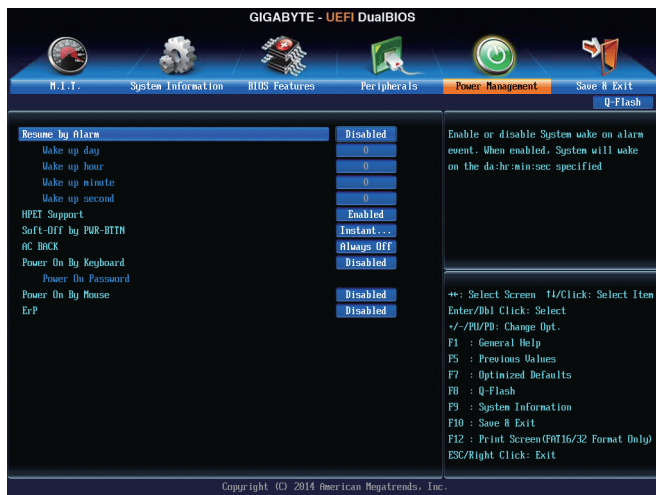 GIGABYTE - UEFI DualBIOS
M.I.T. System Information BIOS Features Peripherals Power Management Save & Exit
Q-Flash
Resume by Alarm Disabled
Wake up day 0
Wake up hour 0
Wake up minute 0
Wake up second 0
HPET Support Enabled
Soft-Off by PWR-BTTN Instant...
AC BACK Always Off
Power On By Keyboard Disabled
Power On Password
Power On By Mouse Disabled
ErP Disabled
Enable or disable System wake on alarm
event. When enabled, System will wake
on the da:hr:min:sec specified
→←: Select Screen ↑↓/Click: Select Item
Enter/Dbl Click: Select
+/-/PU/PD: Change Opt.
F1 : General Help
F5 : Previous Values
F7 : Optimized Defaults
F8 : Q-Flash
F9 : System Information
F10 : Save & Exit
F12 : Print Screen(FAT16/32 Format Only)
ESC/Right Click: Exit
Copyright (C) 2014 American Megatrends, Inc.